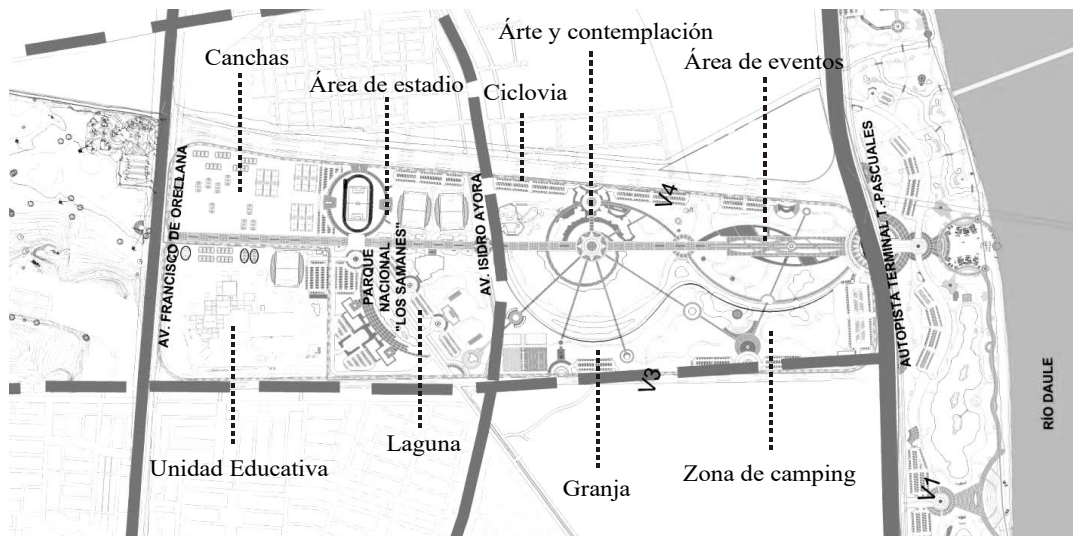 Árte y contemplación
Canchas
Área de eventos
Área de estadio
Ciclovia
AV. FRANCISCO DE ORELLANA
PARQUE
NACIONAL
"LOS SAMANES"
AV. ISIDRO AYORA
V4
AUTOPISTA TERMINAL T.-PASCUALES
RÍO DAULE
V3
V1
Unidad Educativa
Laguna
Granja
Zona de camping